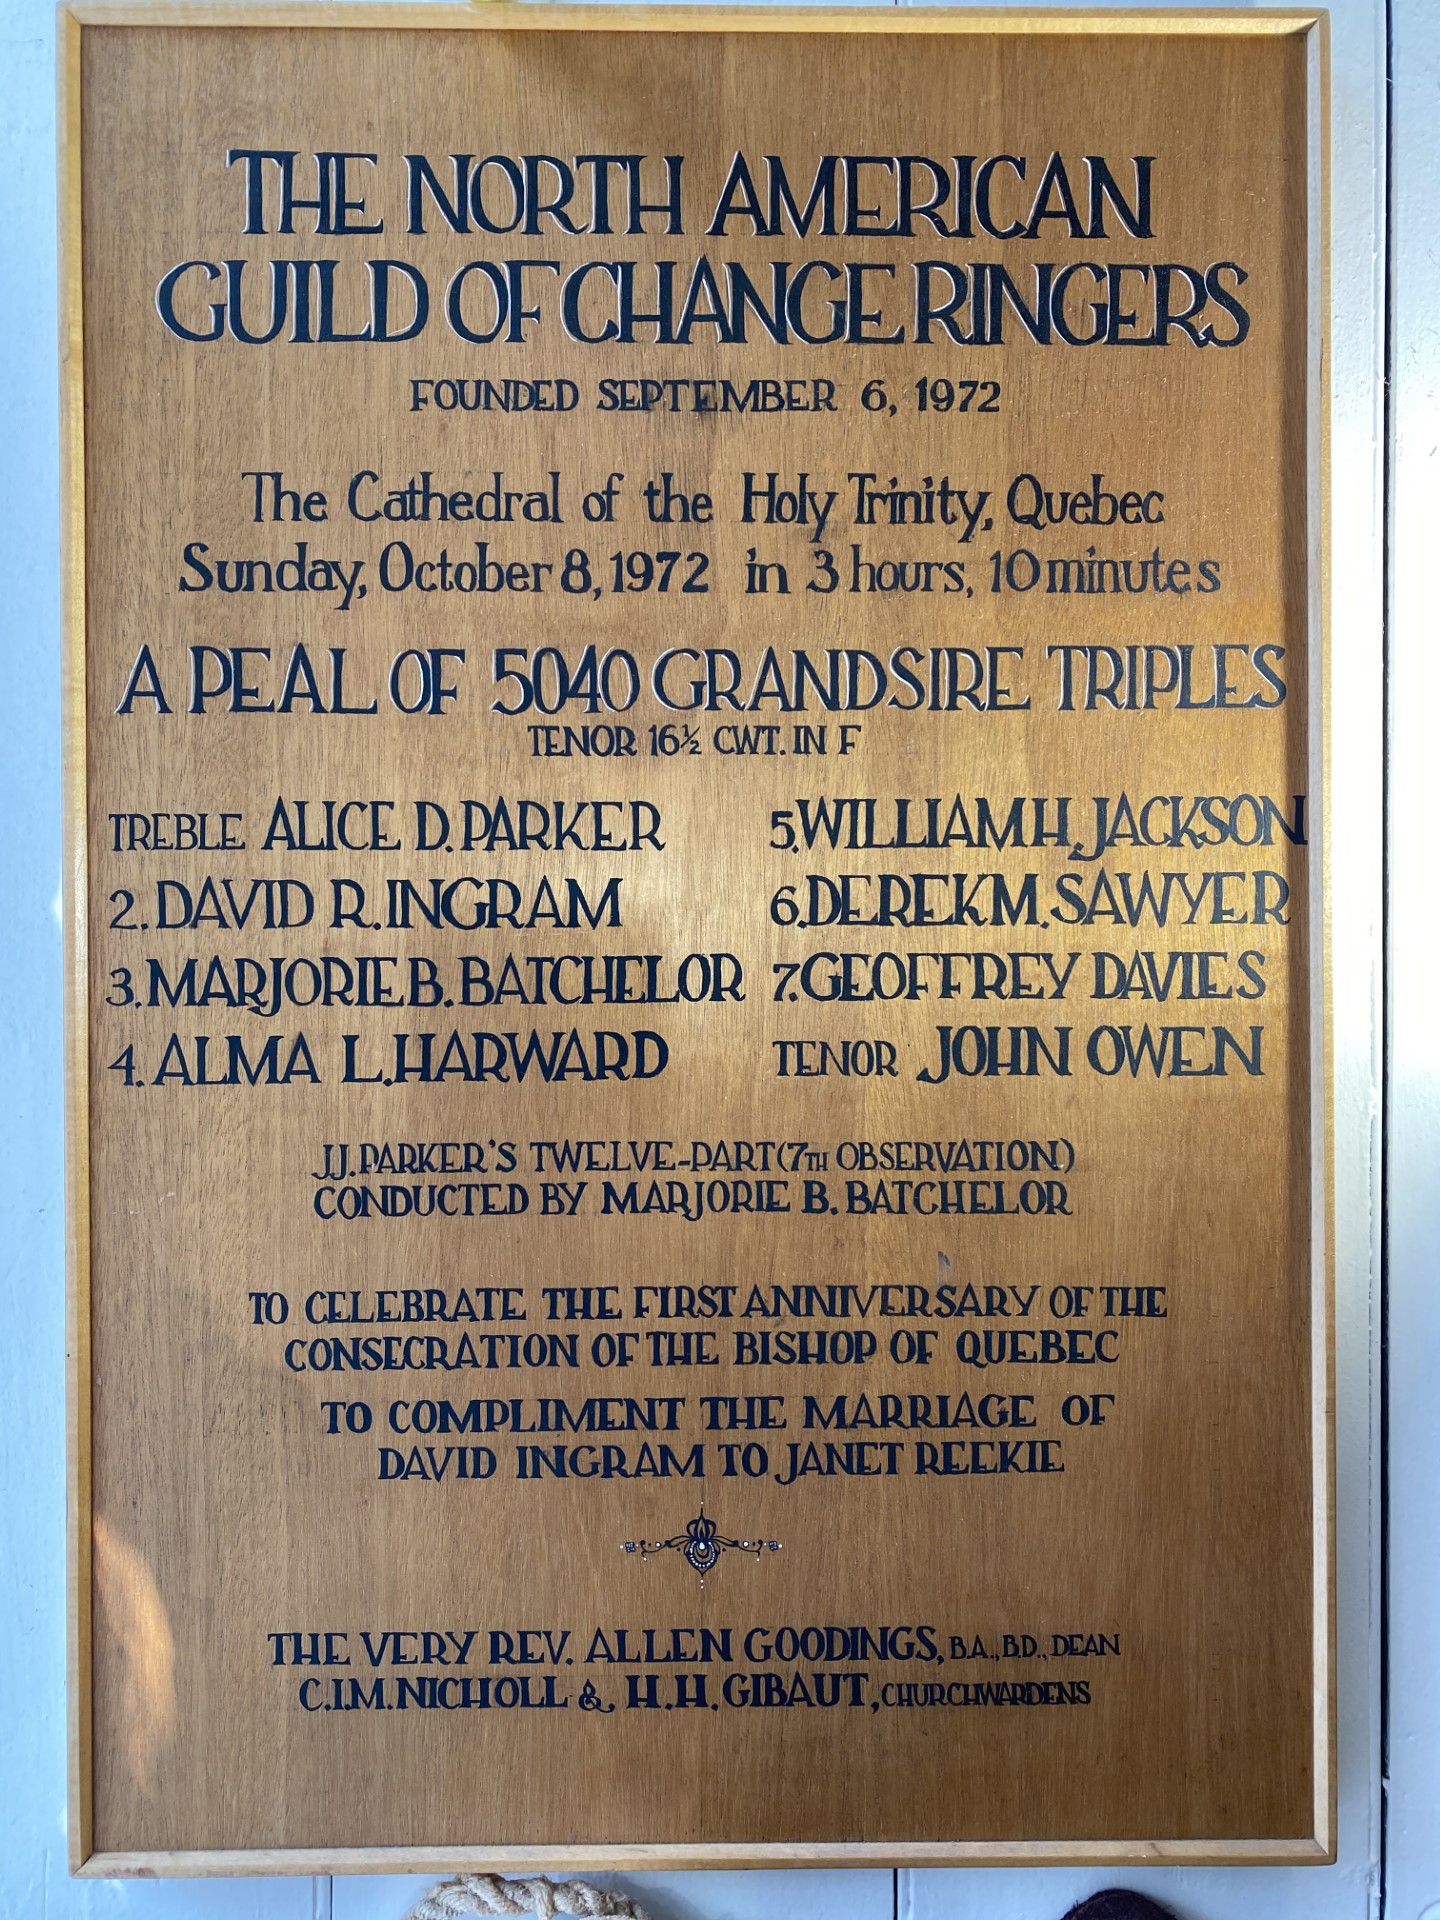 THE NORTH AMERICAN
GUILD OF CHANGE RINGERS
FOUNDED SEPTEMBER 6, 1972
The Cathedral of the Holy Trinity, Quebec
Sunday, October 8, 1972 in 3 hours, 10 minutes
A PEAL OF 5040 GRANDSIRE TRIPLES
TENOR 16½ CWT. IN F
TREBLE ALICE D. PARKER
2. DAVID R. INGRAM
3. MARJORIE B. BATCHELOR
4. ALMA L. HARWARD
5. WILLIAM H. JACKSON
6. DEREK M. SAWYER
7. GEOFFREY DAVIES
TENOR JOHN OWEN
J.J. PARKER'S TWELVE-PART (7TH OBSERVATION)
CONDUCTED BY MARJORIE B. BATCHELOR
TO CELEBRATE THE FIRST ANNIVERSARY OF THE
CONSECRATION OF THE BISHOP OF QUEBEC
TO COMPLIMENT THE MARRIAGE OF
DAVID INGRAM TO JANET REEKIE
THE VERY REV. ALLEN GOODINGS, B.A., B.D., DEAN
C.I.M. NICHOLL & H.H. GIBAUT, CHURCHWARDENS